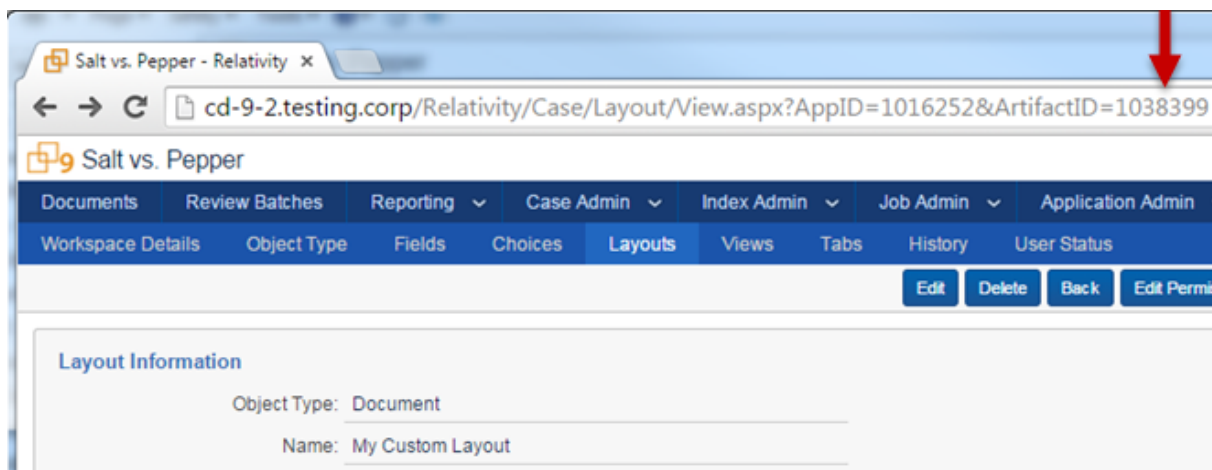 Salt vs. Pepper - Relativity ×
cd-9-2.testing.corp/Relativity/Case/Layout/View.aspx?AppID=1016252&ArtifactID=1038399
9 Salt vs. Pepper
Documents Review Batches Reporting Case Admin Index Admin Job Admin Application Admin
Workspace Details Object Type Fields Choices Layouts Views Tabs History User Status
Edit Delete Back Edit Permi
Layout Information
Object Type: Document
Name: My Custom Layout